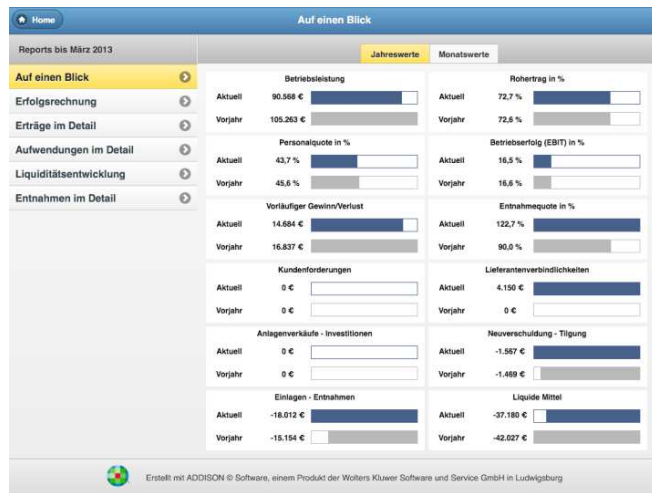 Home
Auf einen Blick
Reports bis März 2013
Jahreswerte
Monatswerte
Auf einen Blick
Erfolgsrechnung
Erträge im Detail
Aufwendungen im Detail
Liquiditätsentwicklung
Entnahmen im Detail
Betriebsleistung
Aktuell 90.568 €
Vorjahr 105.263 €
Rohertrag in %
Aktuell 72,7 %
Vorjahr 72,6 %
Personalquote in %
Aktuell 43,7 %
Vorjahr 45,6 %
Betriebserfolg (EBIT) in %
Aktuell 16,5 %
Vorjahr 16,6 %
Vorläufiger Gewinn/Verlust
Aktuell 14.684 €
Vorjahr 16.837 €
Entnahmequote in %
Aktuell 122,7 %
Vorjahr 90,0 %
Kundenforderungen
Aktuell 0 €
Vorjahr 0 €
Lieferantenverbindlichkeiten
Aktuell 4.150 €
Vorjahr 0 €
Anlagenverkäufe - Investitionen
Aktuell 0 €
Vorjahr 0 €
Neuverschuldung - Tilgung
Aktuell -1.567 €
Vorjahr -1.469 €
Einlagen - Entnahmen
Aktuell -18.012 €
Vorjahr -15.154 €
Liquide Mittel
Aktuell -37.180 €
Vorjahr -42.027 €
Erstellt mit ADDISON © Software, einem Produkt der Wolters Kluwer Software und Service GmbH in Ludwigsburg